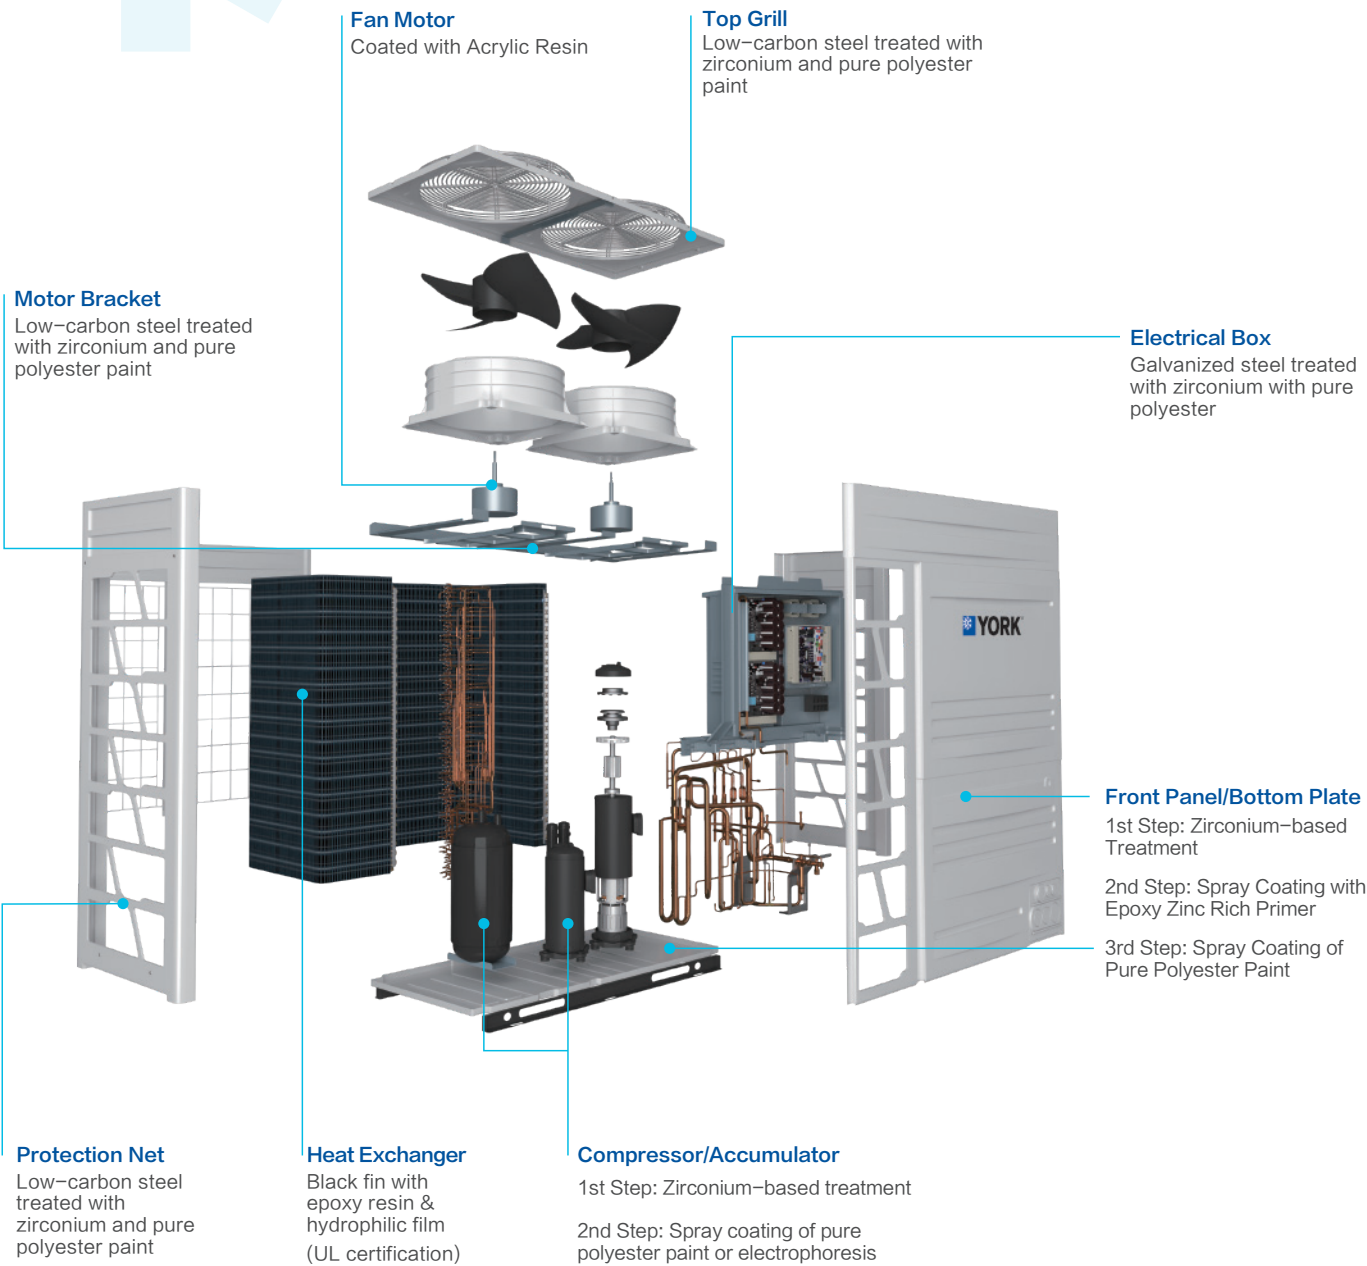 Fan Motor
Coated with Acrylic Resin
Top Grill
Low-carbon steel treated with
zirconium and pure polyester
paint
Motor Bracket
Low-carbon steel treated
with zirconium and pure
polyester paint
Electrical Box
Galvanized steel treated
with zirconium with pure
polyester
YORK
Front Panel/Bottom Plate
1st Step: Zirconium-based
Treatment
2nd Step: Spray Coating with
Epoxy Zinc Rich Primer
3rd Step: Spray Coating of
Pure Polyester Paint
Protection Net
Low-carbon steel
treated with
zirconium and pure
polyester paint
Heat Exchanger
Black fin with
epoxy resin &
hydrophilic film
(UL certification)
Compressor/Accumulator
1st Step: Zirconium-based treatment
2nd Step: Spray coating of pure
polyester paint or electrophoresis